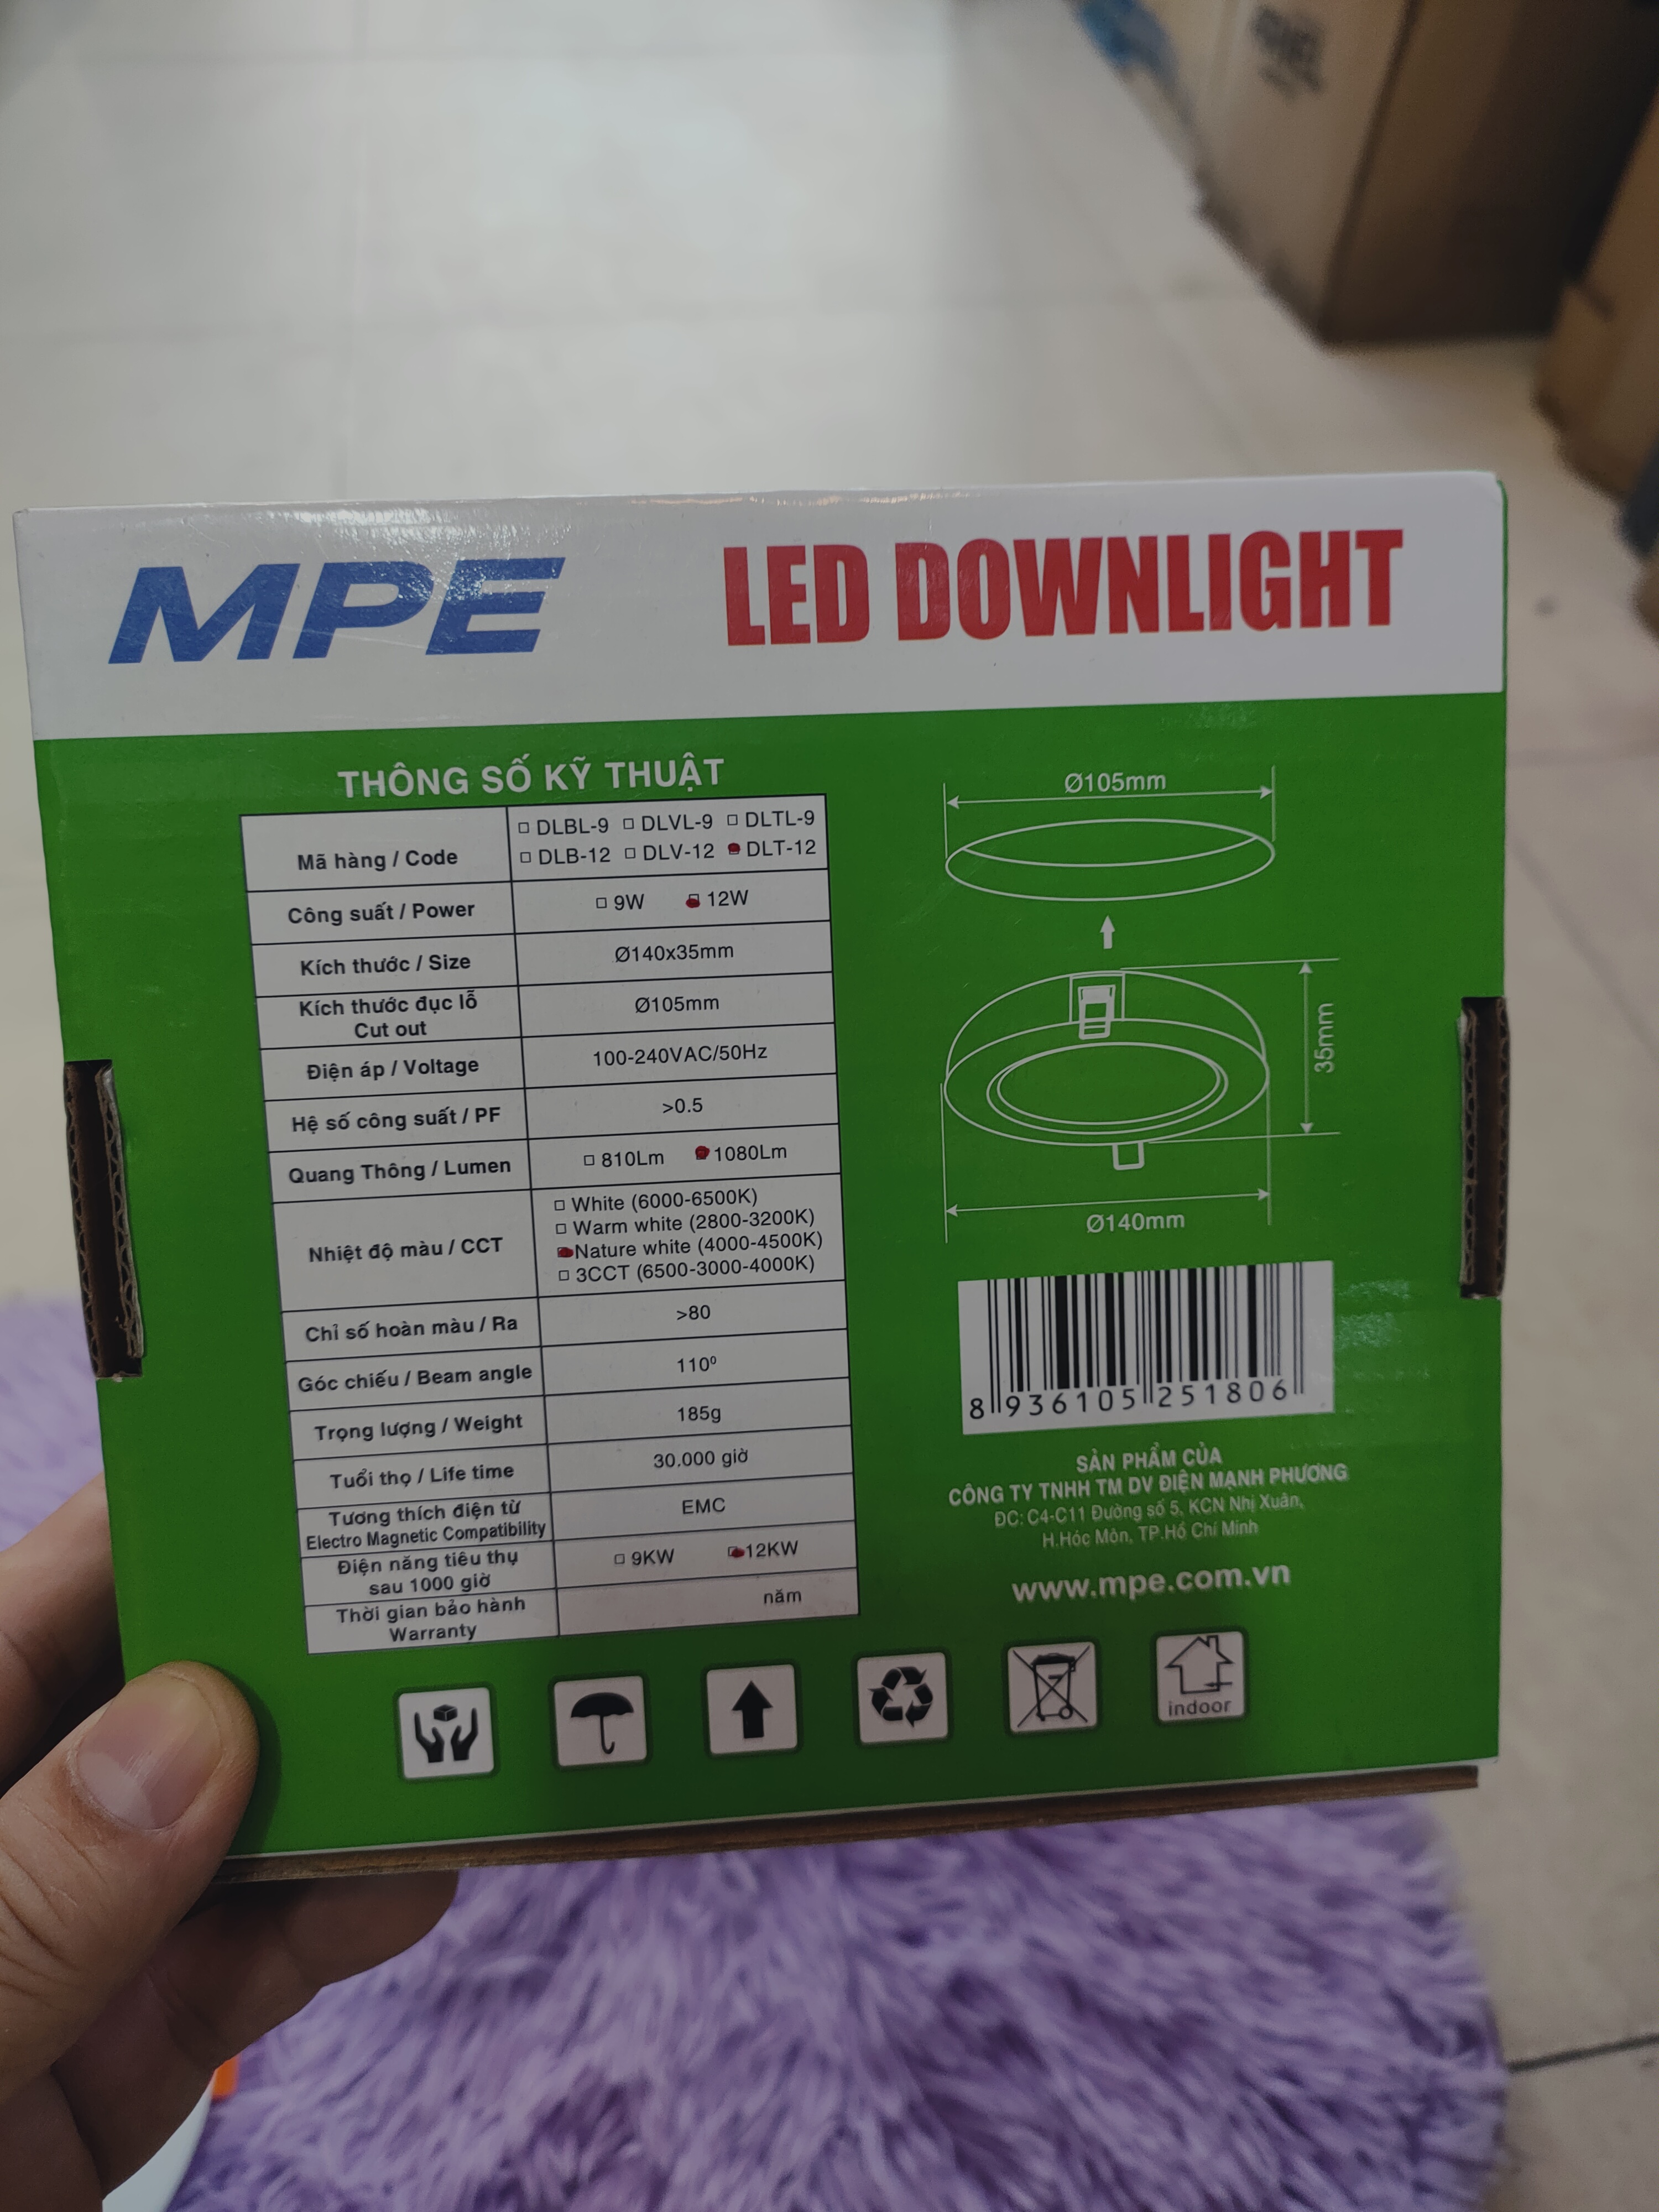 MPE LED DOWNLIGHT
THÔNG SỐ KỸ THUẬT
Mã hàng / Code
DLBL-9 DLVL-9 DLTL-9
DLB-12 DLV-12 DLT-12
Công suất / Power 9W 12W
Kích thước / Size Ø140x35mm
Kích thước đục lỗ
Cut out
Ø105mm
Điện áp / Voltage 100-240VAC/50Hz
Hệ số công suất / PF >0.5
Quang Thông / Lumen 810Lm 1080Lm
Nhiệt độ màu / CCT
White (6000-6500K)
Warm white (2800-3200K)
Nature white (4000-4500K)
3CCT (6500-3000-4000K)
Chỉ số hoàn màu / Ra >80
Góc chiếu / Beam angle 110⁰
Trọng lượng / Weight 185g
Tuổi thọ / Life time 30.000 giờ
Tương thích điện từ
Electro Magnetic Compatibility
EMC
Điện năng tiêu thụ
sau 1000 giờ
9KW 12KW
Thời gian bảo hành
Warranty
năm
Ø105mm
35mm
Ø140mm
8 936105 251806
SẢN PHẨM CỦA
CÔNG TY TNHH TM DV ĐIỆN MẠNH PHƯƠNG
ĐC: C4-C11 Đường số 5, KCN Nhị Xuân,
H.Hóc Môn, TP.Hồ Chí Minh
www.mpe.com.vn
indoor